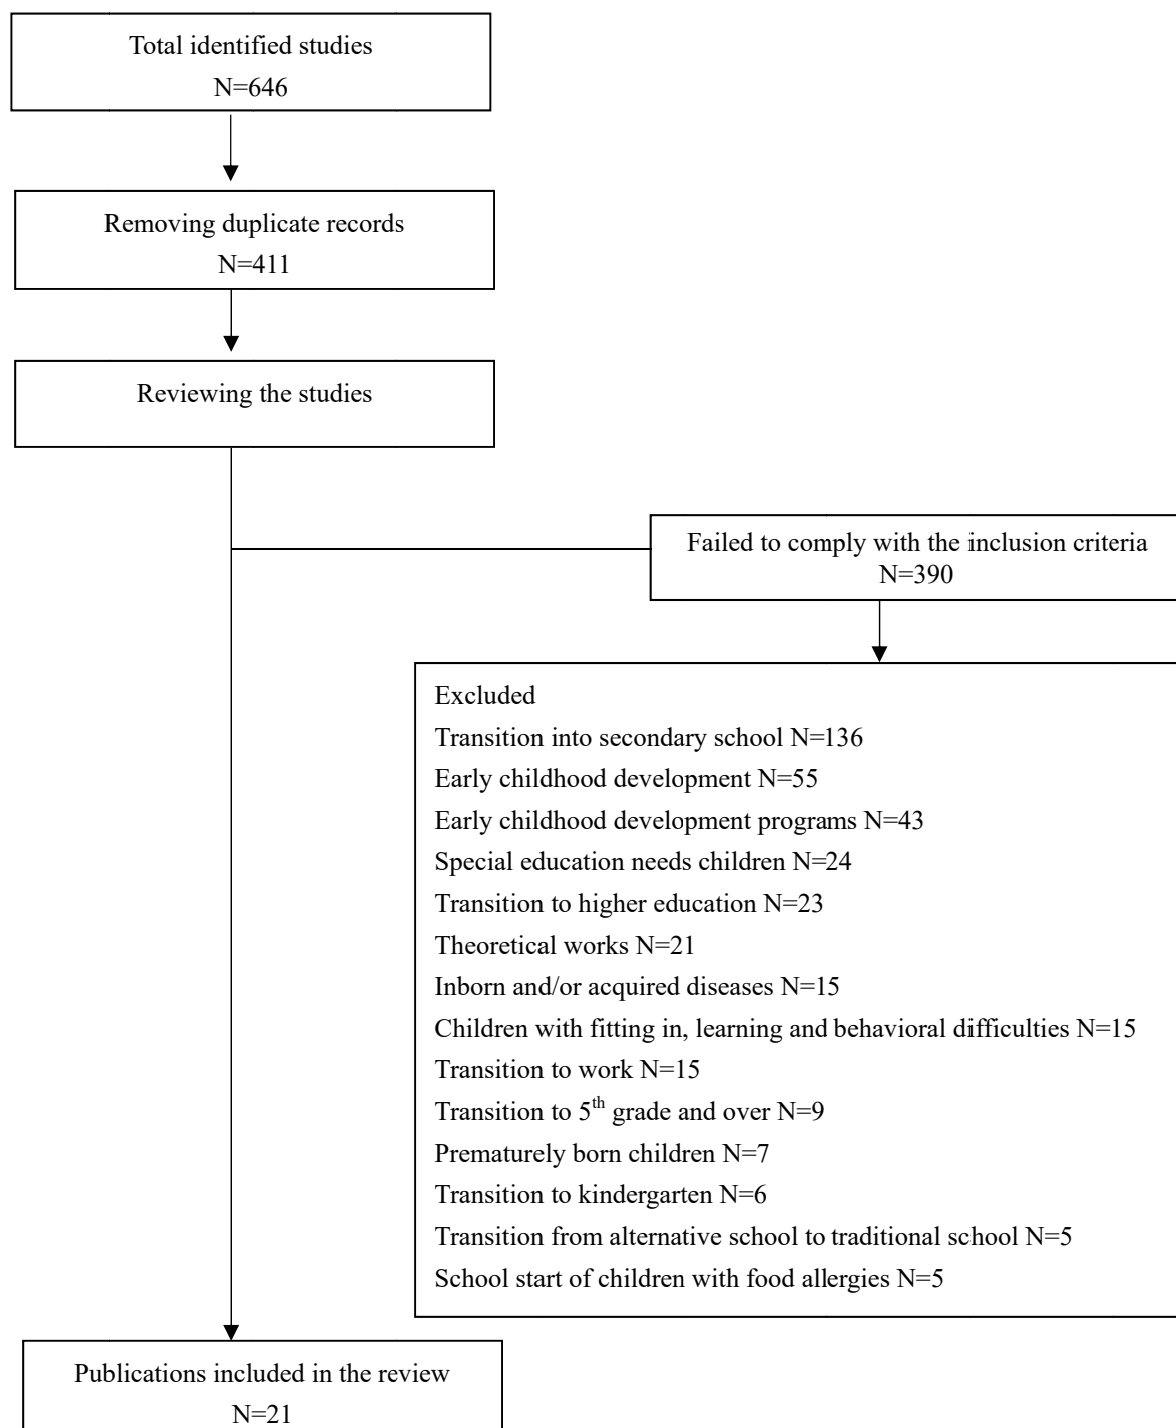 Total identified studies
N=646
Removing duplicate records
N=411
Reviewing the studies
Failed to comply with the inclusion criteria
N=390
Excluded
Transition into secondary school N=136
Early childhood development N=55
Early childhood development programs N=43
Special education needs children N=24
Transition to higher education N=23
Theoretical works N=21
Inborn and/or acquired diseases N=15
Children with fitting in, learning and behavioral difficulties N=15
Transition to work N=15
Transition to 5th grade and over N=9
Prematurely born children N=7
Transition to kindergarten N=6
Transition from alternative school to traditional school N=5
School start of children with food allergies N=5
Publications included in the review
N=21